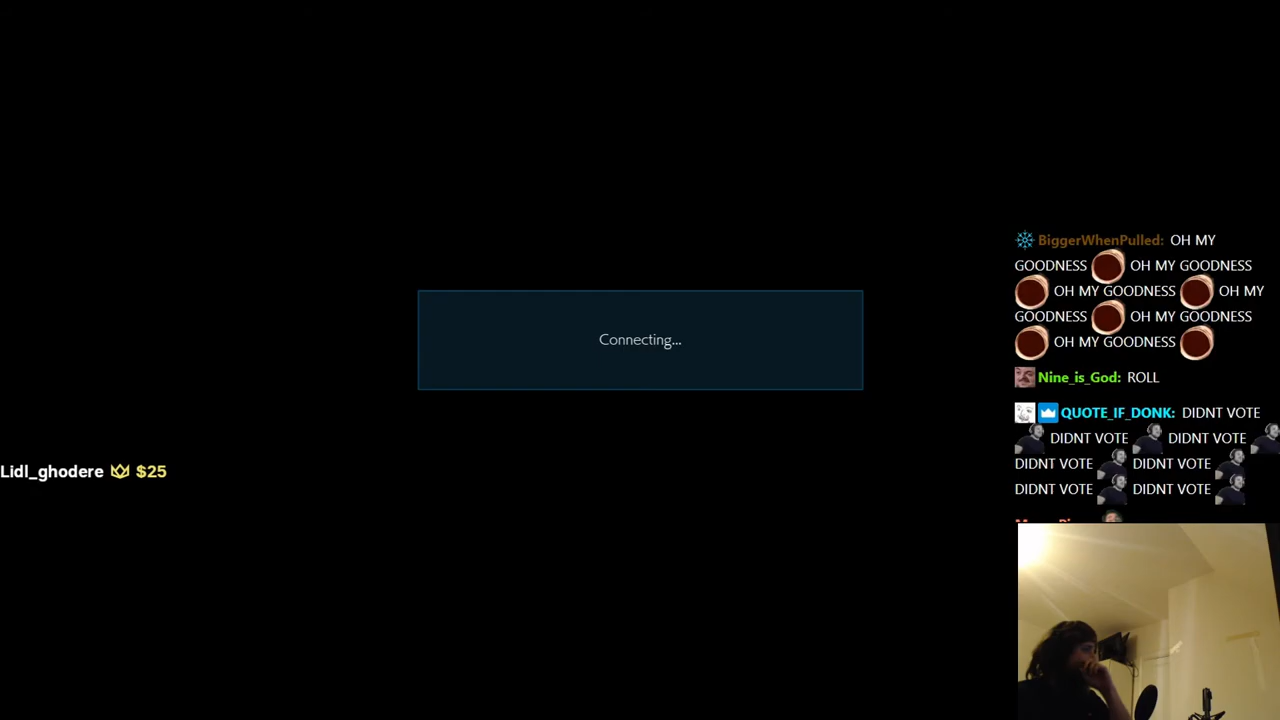 Connecting...
Lidl_ghodere $25
BiggerWhenPulled: OH MY
GOODNESS OH MY GOODNESS
OH MY GOODNESS OH MY
GOODNESS OH MY GOODNESS
OH MY GOODNESS
Nine_is_God: ROLL
QUOTE_IF_DONK: DIDNT VOTE
DIDNT VOTE DIDNT VOTE
DIDNT VOTE DIDNT VOTE
DIDNT VOTE DIDNT VOTE